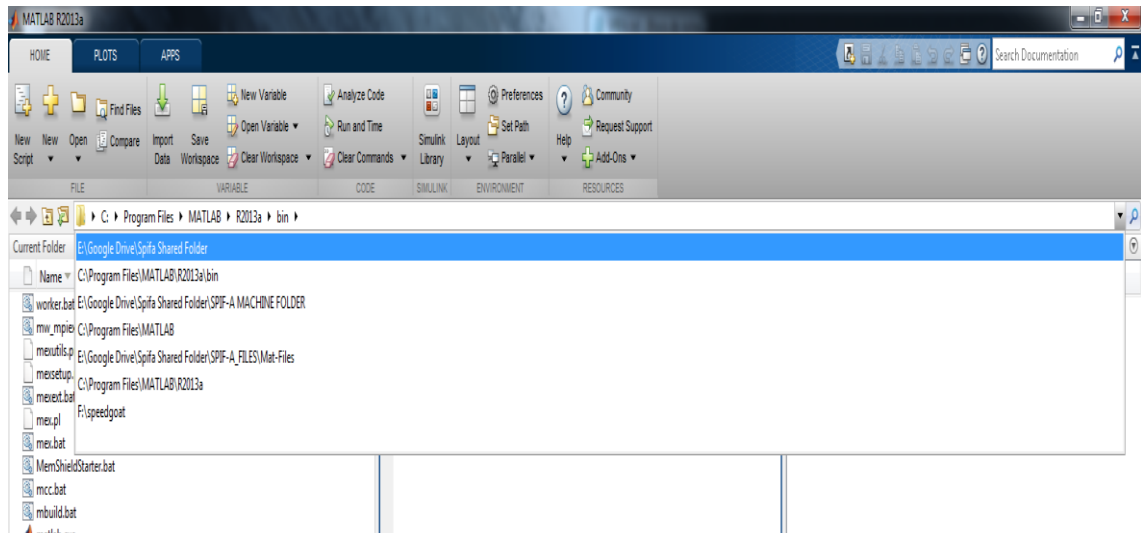 MATLAB R2013a
HOME PLOTS APPS
Search Documentation
New Script
New
Open
Find Files
Compare
Import Data
Save Workspace
New Variable
Open Variable
Clear Workspace
Analyze Code
Run and Time
Clear Commands
Simulink Library
Layout
Preferences
Set Path
Parallel
Help
Community
Request Support
Add-Ons
FILE VARIABLE CODE SIMULINK ENVIRONMENT RESOURCES
C: Program Files MATLAB R2013a bin
Current Folder
E:\Google Drive\Spifa Shared Folder
Name
C:\Program Files\MATLAB\R2013a\bin
worker.bat
E:\Google Drive\Spifa Shared Folder\SPIF-A MACHINE FOLDER
mw_mpie
C:\Program Files\MATLAB
mexutils.p
E:\Google Drive\Spifa Shared Folder\SPIF-A_FILES\Mat-Files
mexsetup.
C:\Program Files\MATLAB\R2013a
mexext.bat
F:\speedgoat
mex.pl
mex.bat
MemShieldStarter.bat
mcc.bat
mbuild.bat